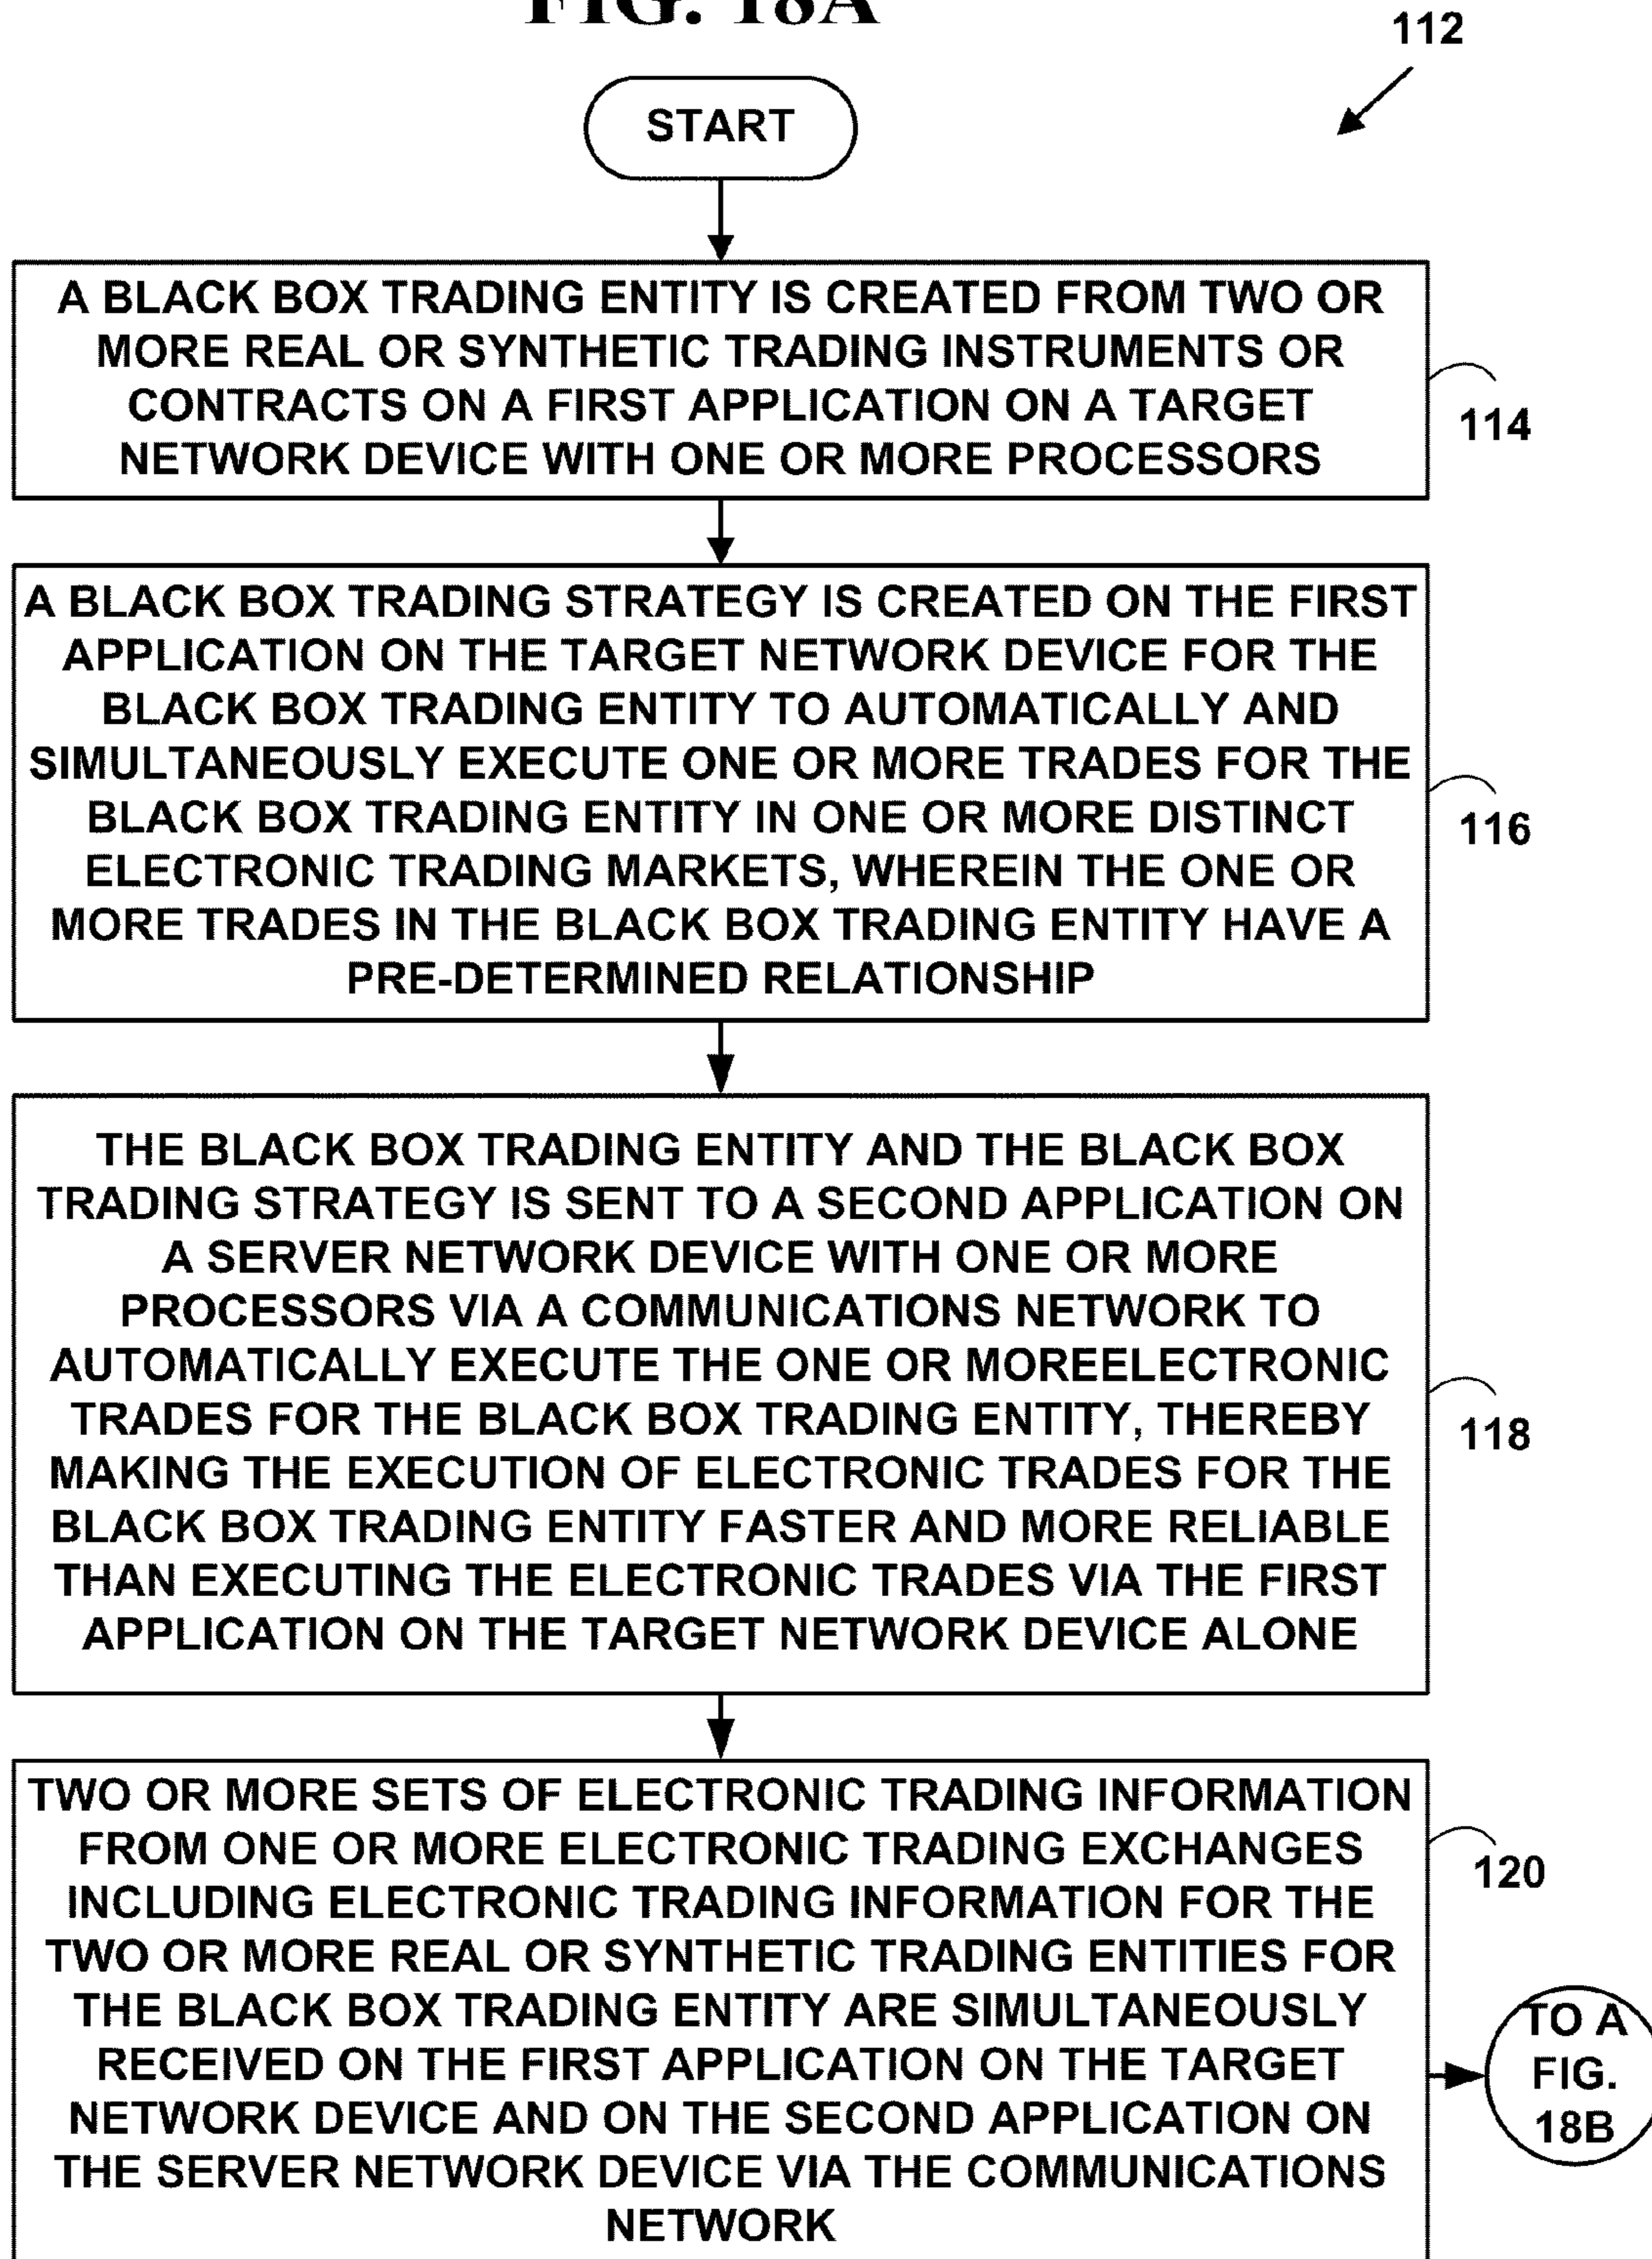 FIG. 18A
112
START
A BLACK BOX TRADING ENTITY IS CREATED FROM TWO OR
MORE REAL OR SYNTHETIC TRADING INSTRUMENTS OR
CONTRACTS ON A FIRST APPLICATION ON A TARGET
NETWORK DEVICE WITH ONE OR MORE PROCESSORS
114
A BLACK BOX TRADING STRATEGY IS CREATED ON THE FIRST
APPLICATION ON THE TARGET NETWORK DEVICE FOR THE
BLACK BOX TRADING ENTITY TO AUTOMATICALLY AND
SIMULTANEOUSLY EXECUTE ONE OR MORE TRADES FOR THE
BLACK BOX TRADING ENTITY IN ONE OR MORE DISTINCT
ELECTRONIC TRADING MARKETS, WHEREIN THE ONE OR
MORE TRADES IN THE BLACK BOX TRADING ENTITY HAVE A
PRE-DETERMINED RELATIONSHIP
116
THE BLACK BOX TRADING ENTITY AND THE BLACK BOX
TRADING STRATEGY IS SENT TO A SECOND APPLICATION ON
A SERVER NETWORK DEVICE WITH ONE OR MORE
PROCESSORS VIA A COMMUNICATIONS NETWORK TO
AUTOMATICALLY EXECUTE THE ONE OR MOREELECTRONIC
TRADES FOR THE BLACK BOX TRADING ENTITY, THEREBY
MAKING THE EXECUTION OF ELECTRONIC TRADES FOR THE
BLACK BOX TRADING ENTITY FASTER AND MORE RELIABLE
THAN EXECUTING THE ELECTRONIC TRADES VIA THE FIRST
APPLICATION ON THE TARGET NETWORK DEVICE ALONE
118
TWO OR MORE SETS OF ELECTRONIC TRADING INFORMATION
FROM ONE OR MORE ELECTRONIC TRADING EXCHANGES
INCLUDING ELECTRONIC TRADING INFORMATION FOR THE
TWO OR MORE REAL OR SYNTHETIC TRADING ENTITIES FOR
THE BLACK BOX TRADING ENTITY ARE SIMULTANEOUSLY
RECEIVED ON THE FIRST APPLICATION ON THE TARGET
NETWORK DEVICE AND ON THE SECOND APPLICATION ON
THE SERVER NETWORK DEVICE VIA THE COMMUNICATIONS
NETWORK
120
TO A
FIG.
18B